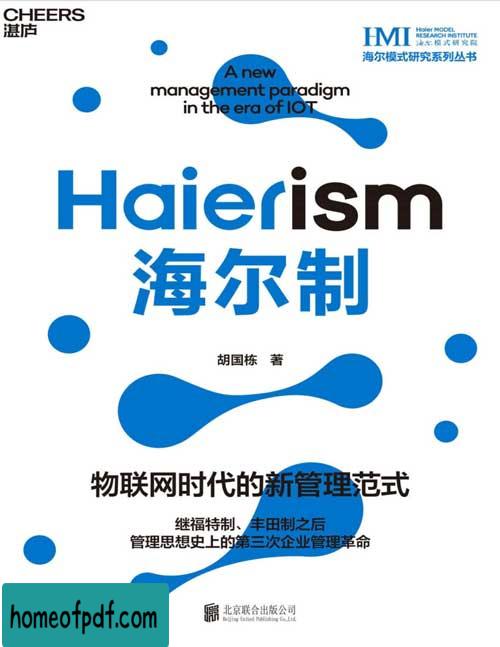 CHEERS
湛庐
HMI
Haier MODEL
RESEARCH INSTITUTE
海尔模式研究院
海尔模式研究系列丛书
A new
management paradigm
in the era of IOT
Haierism
海尔制
胡国栋 著
物联网时代的新管理范式
继福特制、丰田制之后
管理思想史上的第三次企业管理革命
homeofpdf.com
北京联合出版公司
Beijing United Publishing Co.,Ltd.